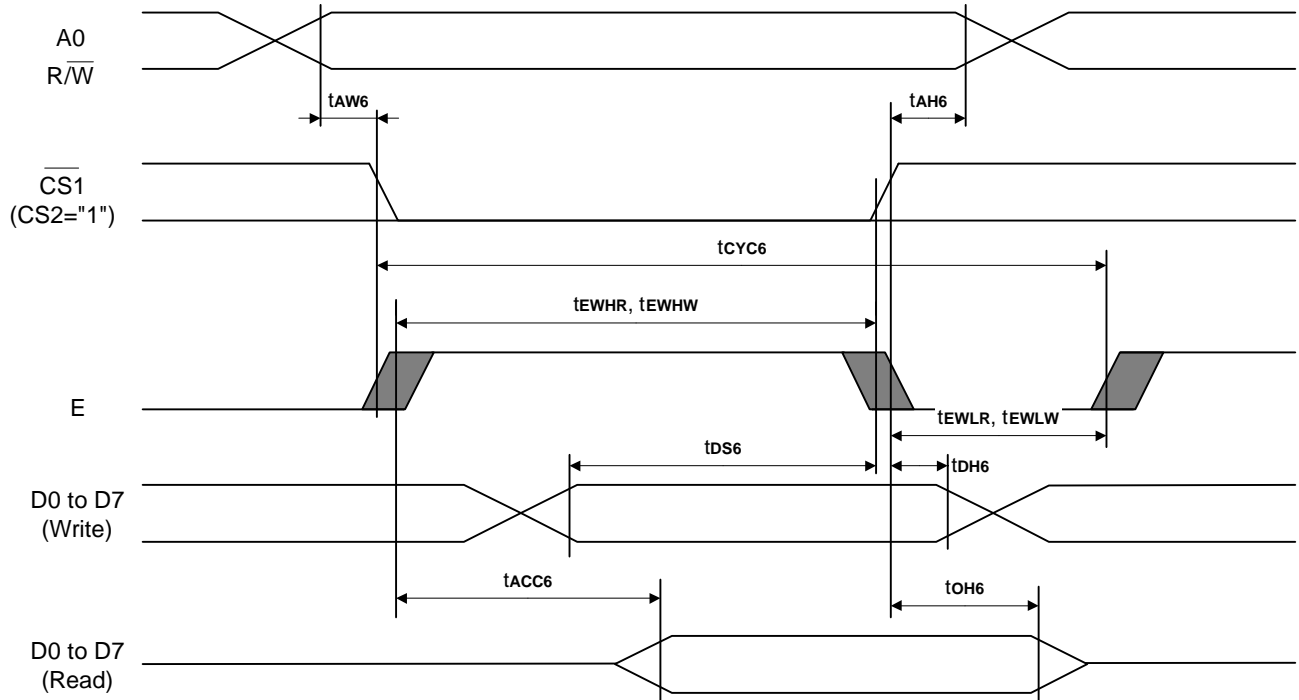 A0
R/W̅
tAW6
tAH6
C̅S̅1̅
(CS2="1")
tCYC6
tEWHR, tEWHW
E
tEWLR, tEWLW
tDS6
tDH6
D0 to D7
(Write)
tACC6
tOH6
D0 to D7
(Read)